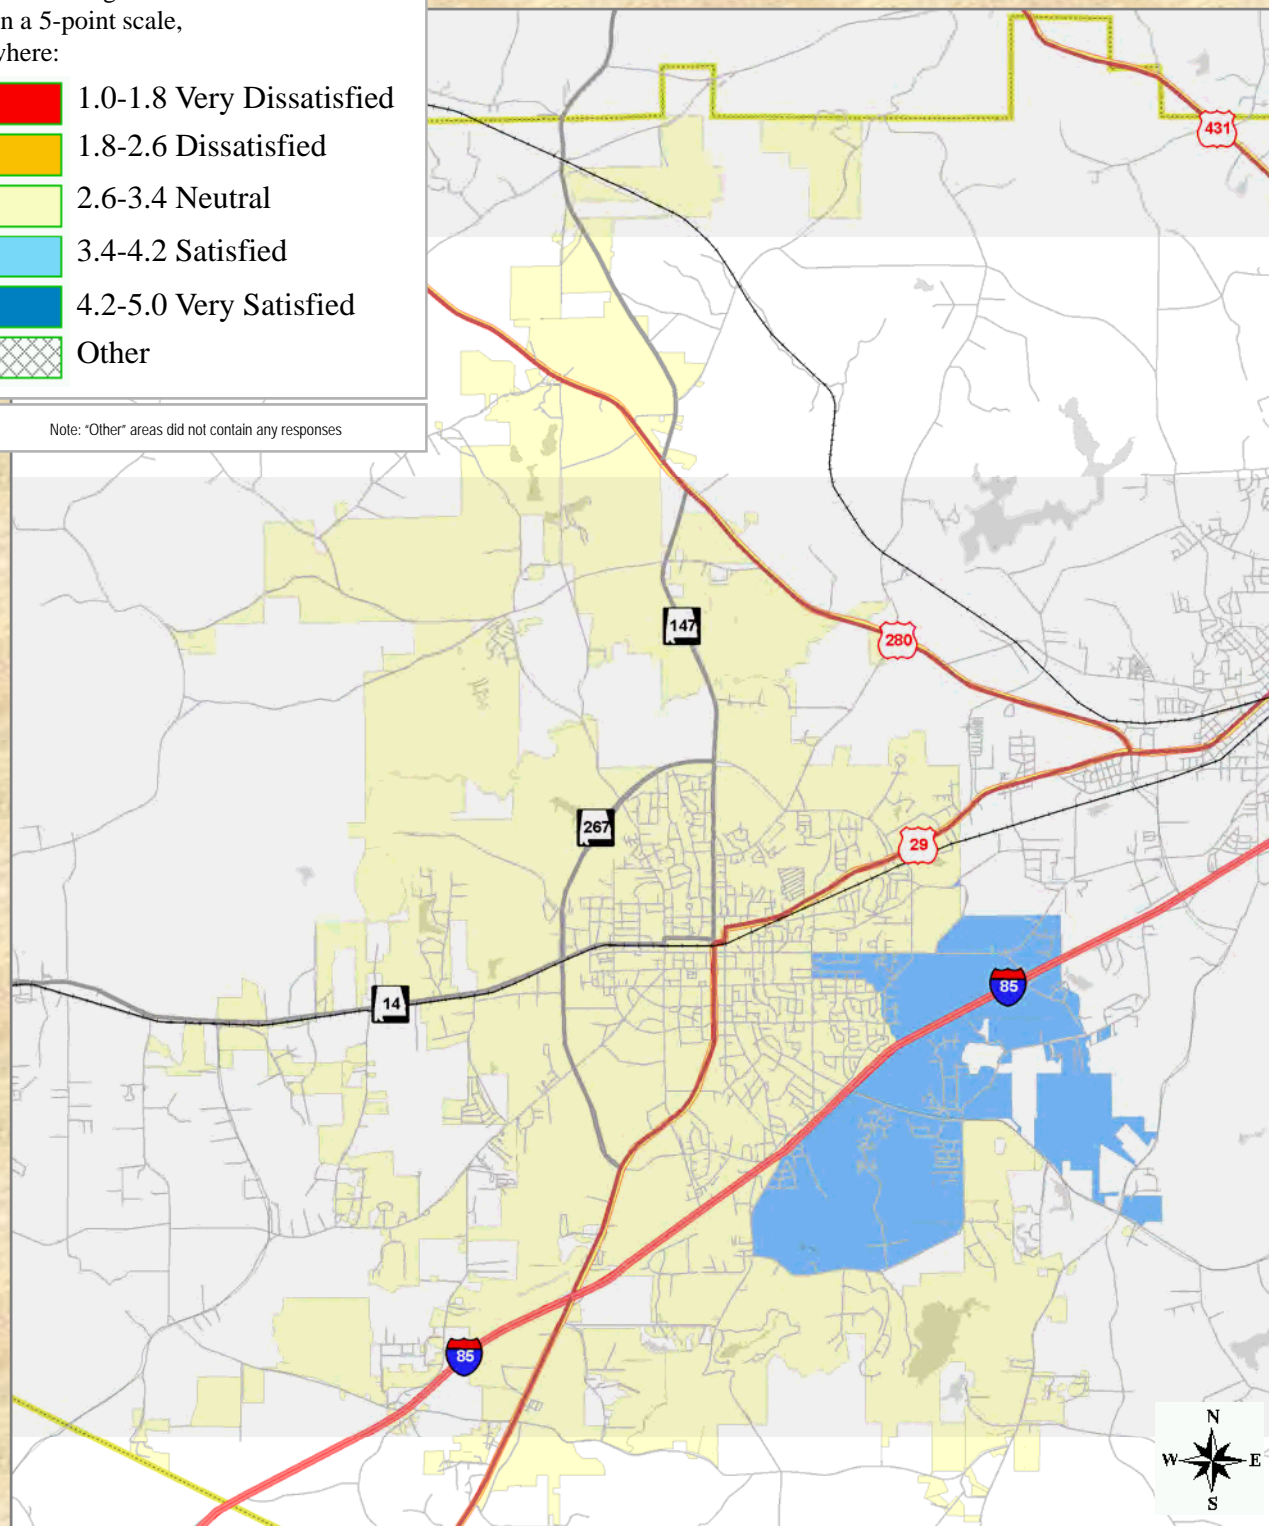 n a 5-point scale,
where:
1.0-1.8 Very Dissatisfied
1.8-2.6 Dissatisfied
2.6-3.4 Neutral
3.4-4.2 Satisfied
4.2-5.0 Very Satisfied
Other
Note: "Other" areas did not contain any responses
431
147
280
267
29
14
85
85
N
W E
S